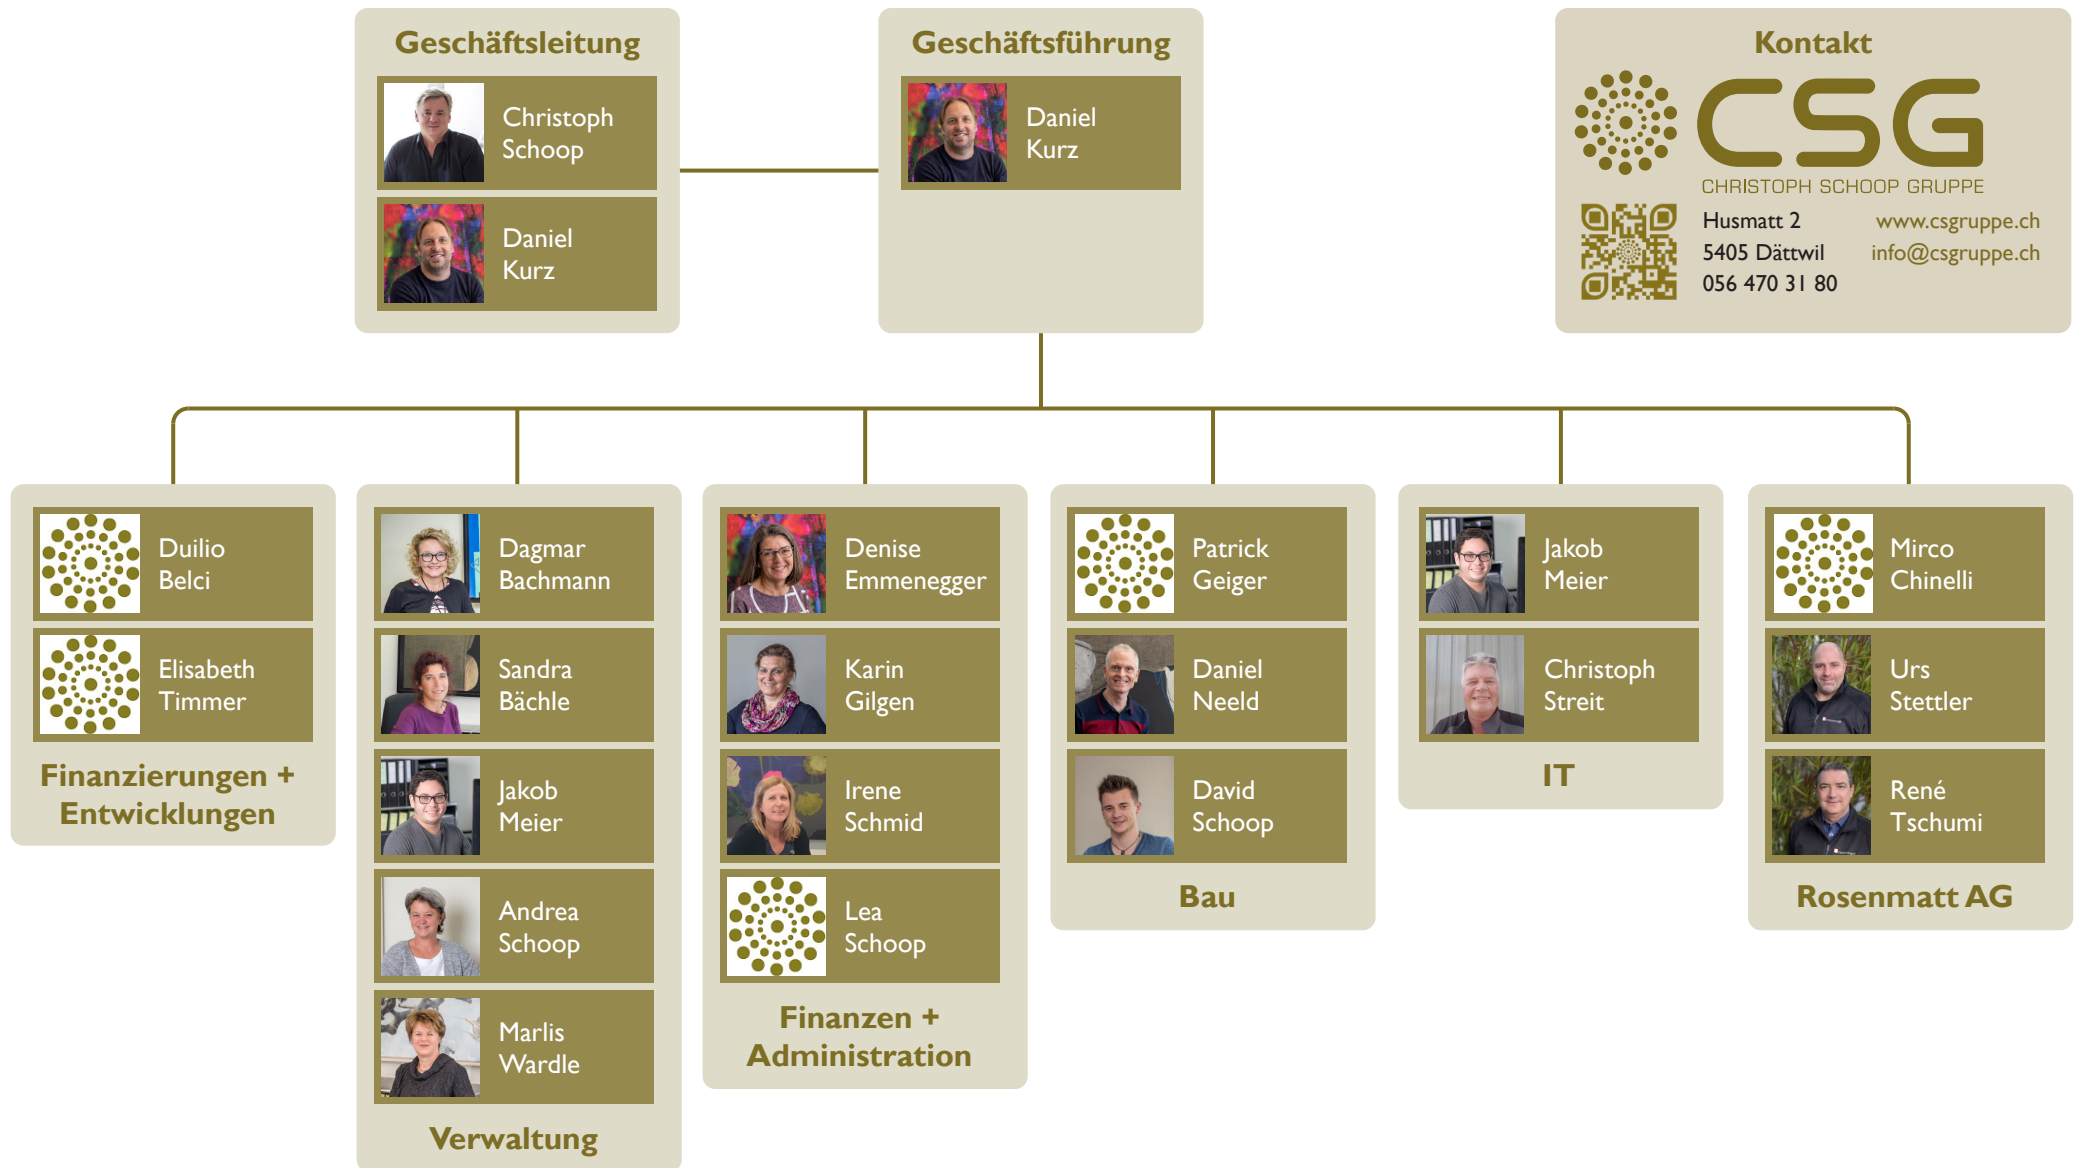 Geschäftsleitung
Christoph
Schoop
Daniel
Kurz
Geschäftsführung
Daniel
Kurz
Kontakt
CSG
CHRISTOPH SCHOOP GRUPPE
Husmatt 2
5405 Dättwil
056 470 31 80
www.csgruppe.ch
info@csgruppe.ch
Duilio
Belci
Elisabeth
Timmer
Finanzierungen +
Entwicklungen
Dagmar
Bachmann
Sandra
Bächle
Jakob
Meier
Andrea
Schoop
Marlis
Wardle
Verwaltung
Denise
Emmenegger
Karin
Gilgen
Irene
Schmid
Lea
Schoop
Finanzen +
Administration
Patrick
Geiger
Daniel
Neeld
David
Schoop
Bau
Jakob
Meier
Christoph
Streit
IT
Mirco
Chinelli
Urs
Stettler
René
Tschumi
Rosenmatt AG